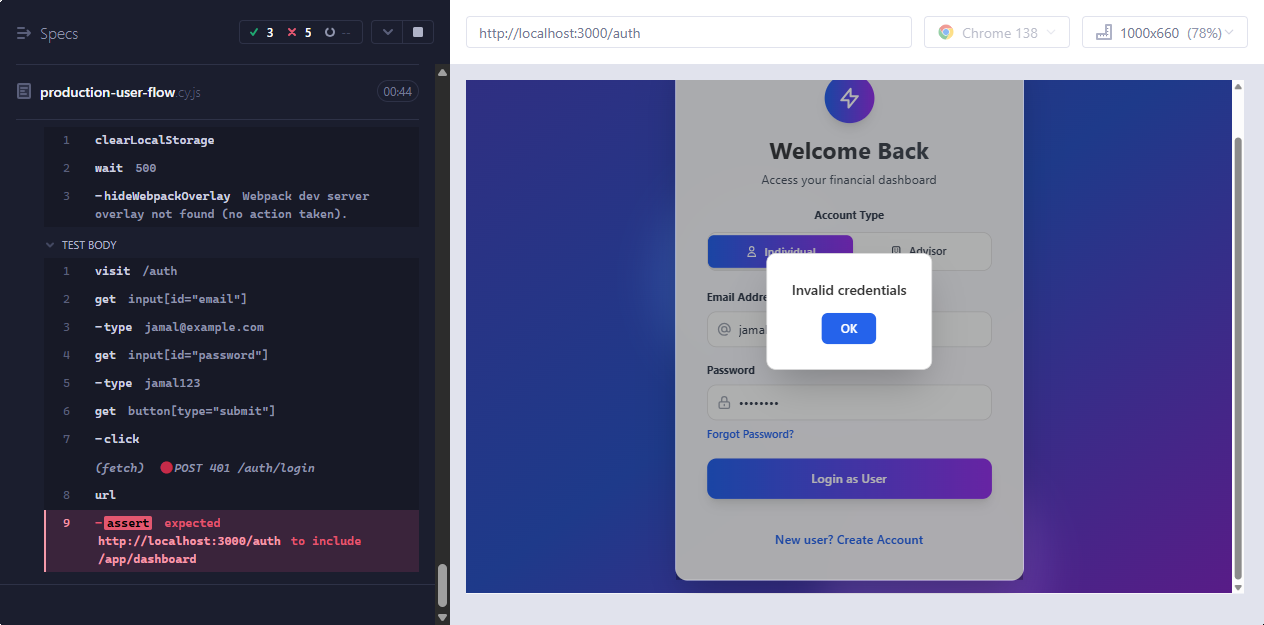 Specs
3 5 --
production-user-flow.cy.js 00:44
1 clearLocalStorage
2 wait 500
3 -hideWebpackOverlay Webpack dev server
overlay not found (no action taken).
TEST BODY
1 visit /auth
2 get input[id="email"]
3 -type jamal@example.com
4 get input[id="password"]
5 -type jamal123
6 get button[type="submit"]
7 -click
(fetch) POST 401 /auth/login
8 url
9 -assert expected
http://localhost:3000/auth to include
/app/dashboard
http://localhost:3000/auth
Chrome 138
1000x660 (78%)
Welcome Back
Access your financial dashboard
Account Type
Individual
Advisor
Email Addre
jamal
Invalid credentials
OK
Password
••••••••
Forgot Password?
Login as User
New user? Create Account